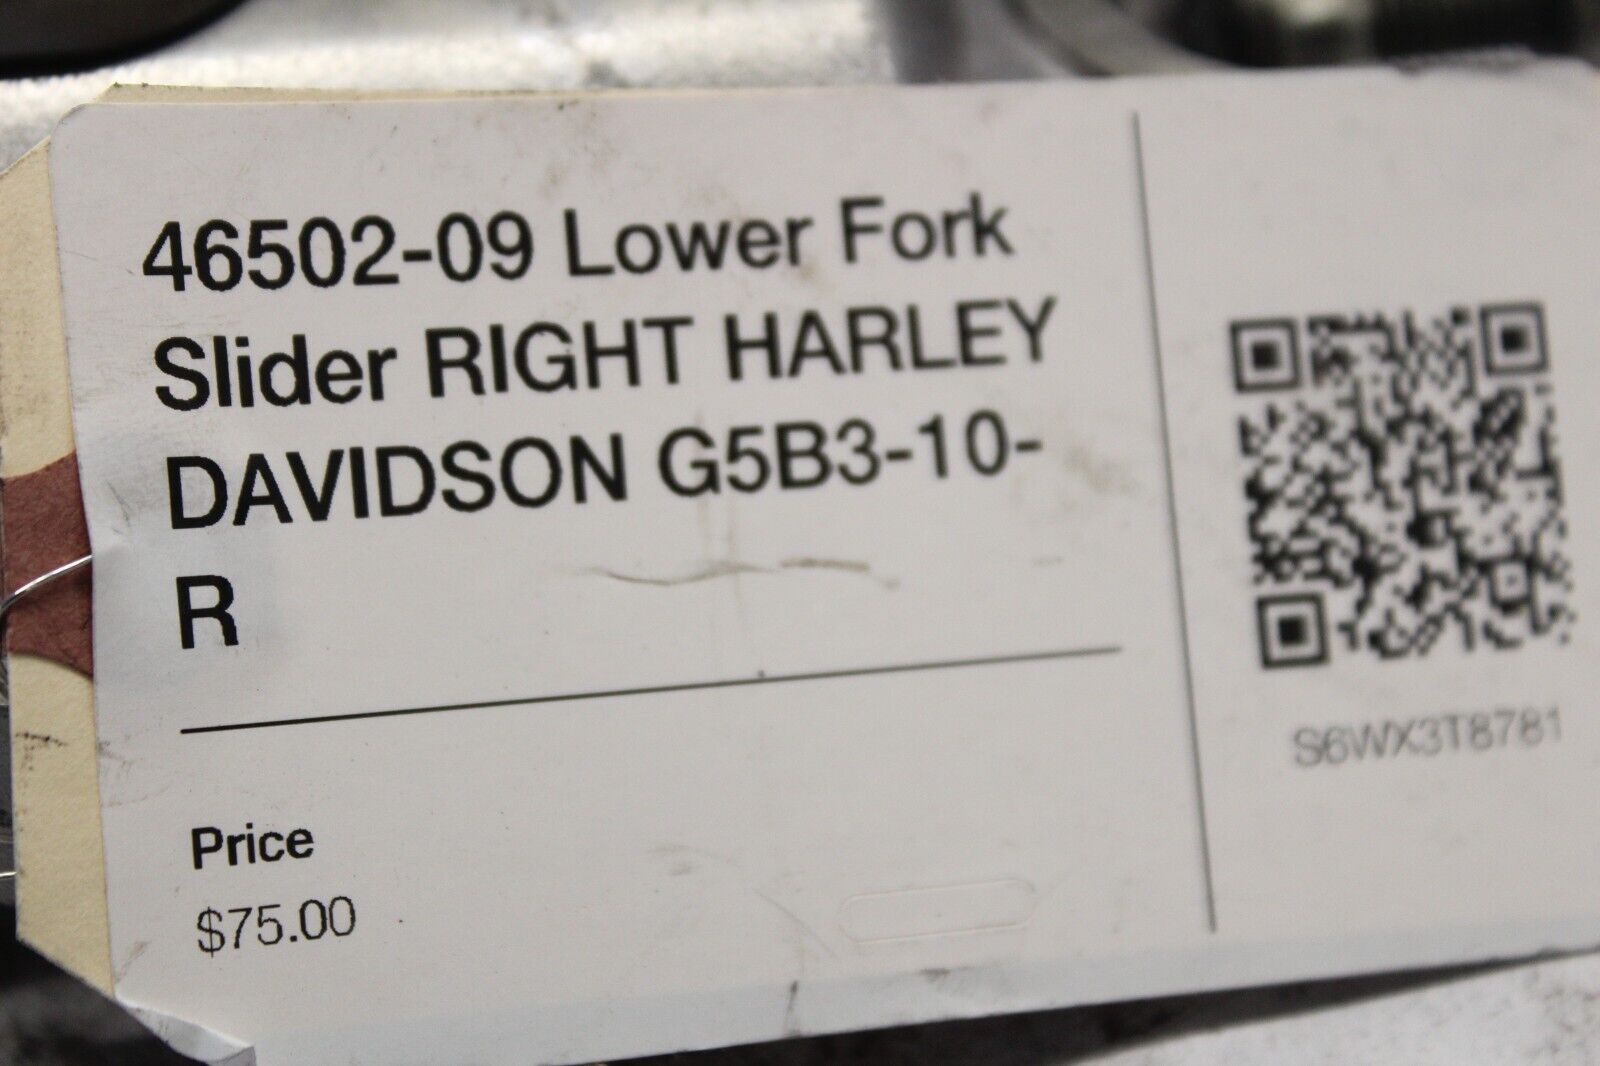 46502-09 Lower Fork
Slider RIGHT HARLEY
DAVIDSON G5B3-10-
R
Price
$75.00
S6WX3T8781